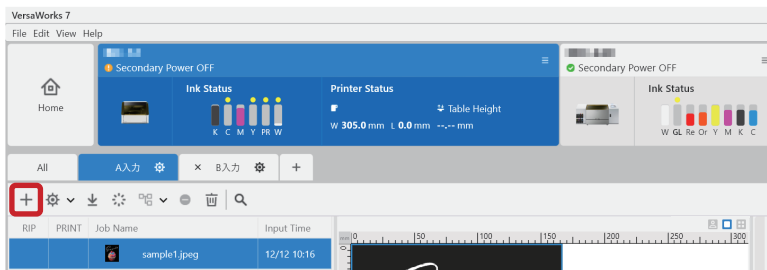 VersaWorks 7
File Edit View Help
Home
Secondary Power OFF
Ink Status
K C M Y PR W
Printer Status
Table Height
W 305.0 mm L 0.0 mm --.-- mm
Secondary Power OFF
Ink Status
W GL Re Or Y M K C
All
A入力
× B入力
+
RIP PRINT Job Name Input Time
sample1.jpeg 12/12 10:16
mm 0 50 100 150 200 250 300
0